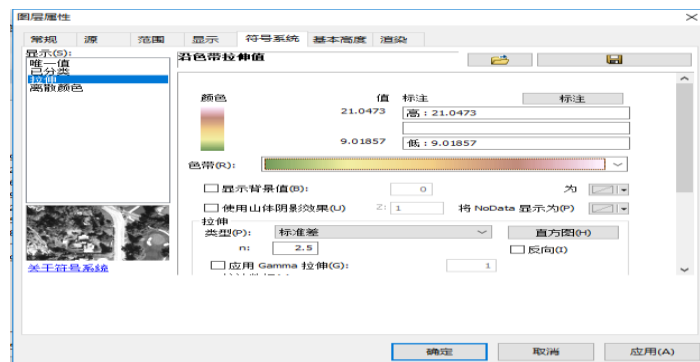 图层属性
常规 源 范围 显示 符号系统 基本高度 渲染
显示(S):
唯一值
已分类
拉伸
离散颜色
沿色带拉伸值
颜色 值 标注 标注
21.0473 高 : 21.0473
9.01857 低 : 9.01857
色带(R):
显示背景值(B): 0 为
使用山体阴影效果(U) Z: 1 将 NoData 显示为(P)
拉伸
类型(P): 标准差 直方图(H)
n: 2.5 反向(I)
应用 Gamma 拉伸(G): 1
关于符号系统
确定 取消 应用(A)